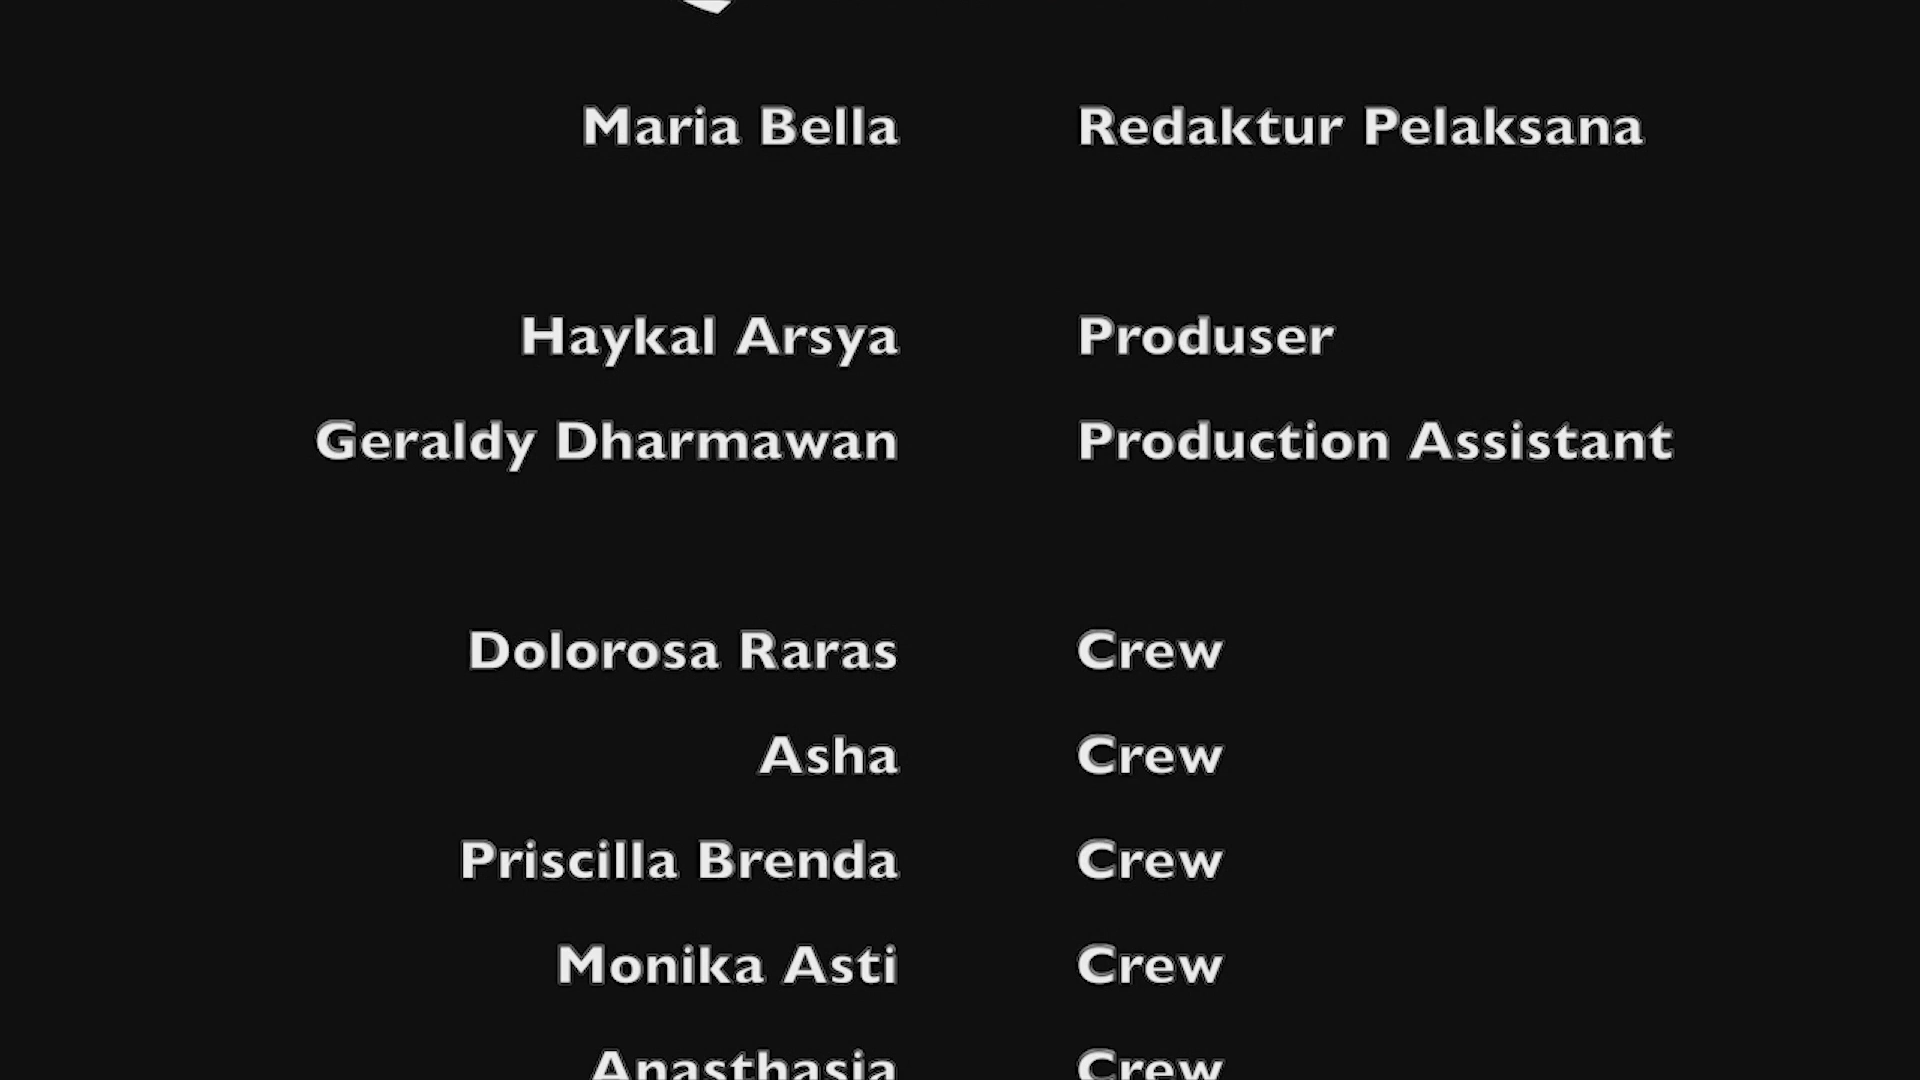 Maria Bella Redaktur Pelaksana
Haykal Arsya Produser
Geraldy Dharmawan Production Assistant
Dolorosa Raras Crew
Asha Crew
Priscilla Brenda Crew
Monika Asti Crew
Anasthasia Crew